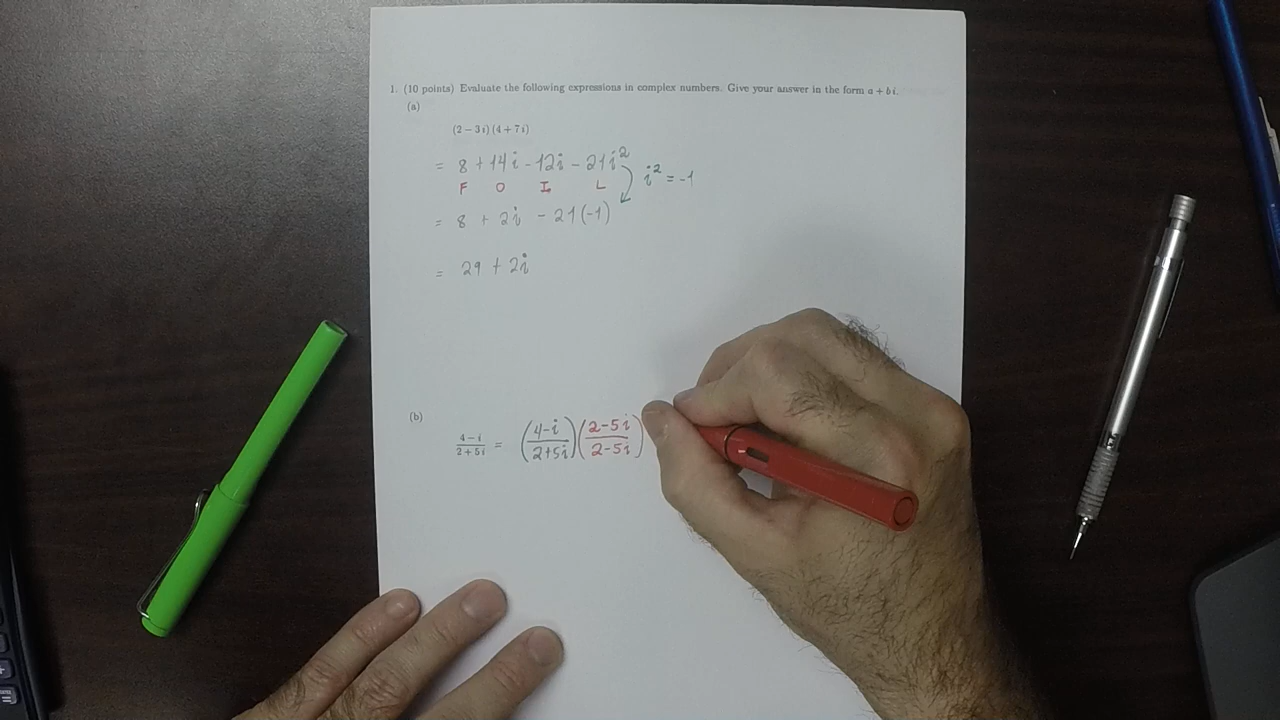 1. (10 points) Evaluate the following expressions in complex numbers. Give your answer in the form a + bi.
(a)
(2 − 3i)(4 + 7i)
= 8 + 14i - 12i - 21i² i² = -1
F O I L
= 8 + 2i - 21(-1)
= 29 + 2i
(b)
4−i/2+5i = (4-i/2+5i)(2-5i/2-5i)